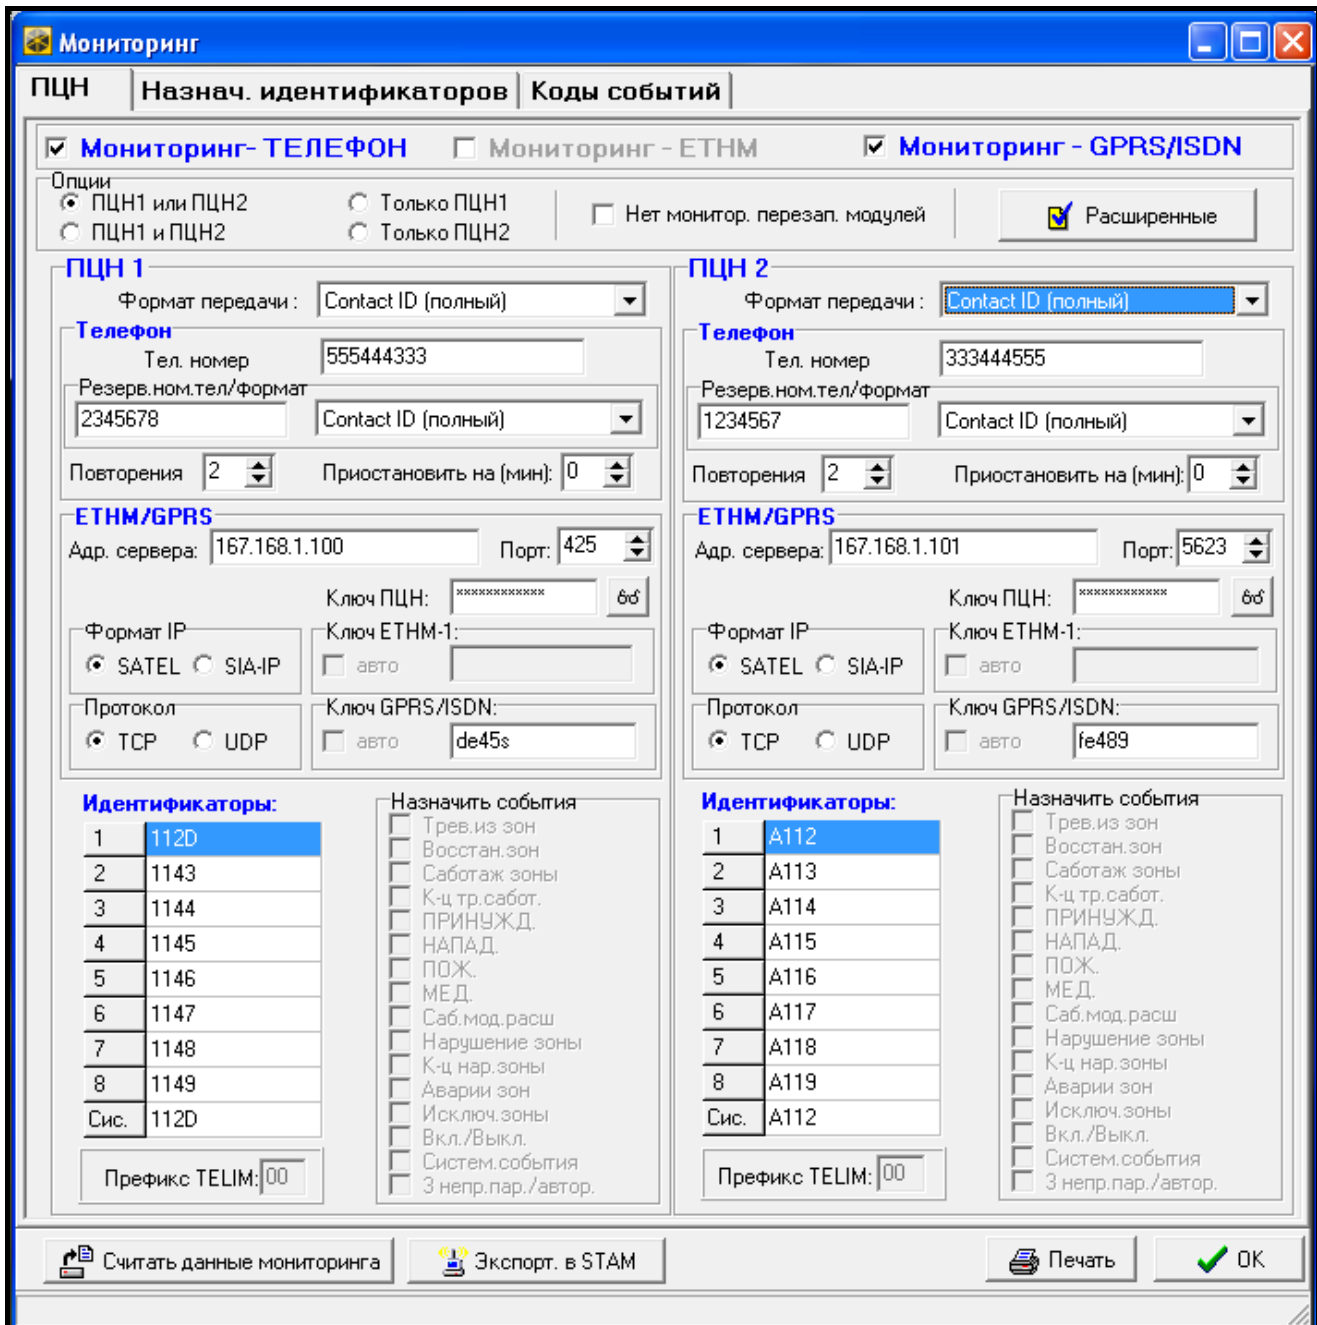 Мониторинг
ПЦН Назнач. идентификаторов Коды событий
Мониторинг- ТЕЛЕФОН Мониторинг - ETHM Мониторинг - GPRS/ISDN
Опции
ПЦН1 или ПЦН2 Только ПЦН1
ПЦН1 и ПЦН2 Только ПЦН2
Нет монитор. перезап. модулей
Расширенные
ПЦН 1
Формат передачи : Contact ID (полный)
Телефон
Тел. номер 555444333
Резерв.ном.тел/формат
2345678 Contact ID (полный)
Повторения 2 Приостановить на (мин): 0
ETHM/GPRS
Адр. сервера: 167.168.1.100 Порт: 425
Ключ ПЦН: ************
Формат IP
SATEL SIA-IP
Ключ ETHM-1:
авто
Протокол
TCP UDP
Ключ GPRS/ISDN:
авто de45s
Идентификаторы:
1 112D
2 1143
3 1144
4 1145
5 1146
6 1147
7 1148
8 1149
Сис. 112D
Префикс TELIM: 00
Назначить события
Трев.из зон
Восстан.зон
Саботаж зоны
К-ц тр.сабот.
ПРИНУЖД.
НАПАД.
ПОЖ.
МЕД.
Саб.мод.расш
Нарушение зоны
К-ц нар.зоны
Аварии зон
Исключ.зоны
Вкл./Выкл.
Систем.события
3 непр.пар./автор.
ПЦН 2
Формат передачи : Contact ID (полный)
Телефон
Тел. номер 333444555
Резерв.ном.тел/формат
1234567 Contact ID (полный)
Повторения 2 Приостановить на (мин): 0
ETHM/GPRS
Адр. сервера: 167.168.1.101 Порт: 5623
Ключ ПЦН: ************
Формат IP
SATEL SIA-IP
Ключ ETHM-1:
авто
Протокол
TCP UDP
Ключ GPRS/ISDN:
авто fe489
Идентификаторы:
1 A112
2 A113
3 A114
4 A115
5 A116
6 A117
7 A118
8 A119
Сис. A112
Префикс TELIM: 00
Назначить события
Трев.из зон
Восстан.зон
Саботаж зоны
К-ц тр.сабот.
ПРИНУЖД.
НАПАД.
ПОЖ.
МЕД.
Саб.мод.расш
Нарушение зоны
К-ц нар.зоны
Аварии зон
Исключ.зоны
Вкл./Выкл.
Систем.события
3 непр.пар./автор.
Считать данные мониторинга Экспорт. в STAM Печать OK